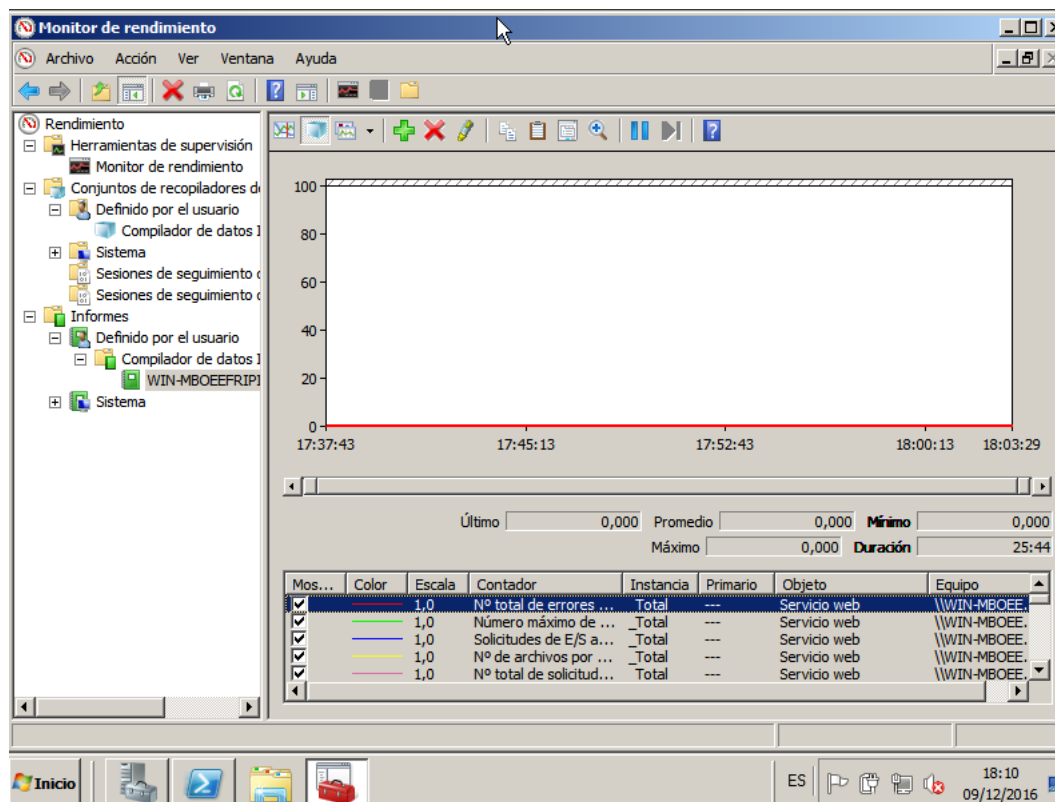 Monitor de rendimiento
Archivo Acción Ver Ventana Ayuda
Rendimiento
Herramientas de supervisión
Monitor de rendimiento
Conjuntos de recopiladores de
Definido por el usuario
Compilador de datos I
Sistema
Sesiones de seguimiento d
Sesiones de seguimiento d
Informes
Definido por el usuario
Compilador de datos I
WIN-MBOEEFRIPI
Sistema
100
80
60
40
20
0
17:37:43 17:45:13 17:52:43 18:00:13 18:03:29
Último 0,000 Promedio 0,000 Mínimo 0,000
Máximo 0,000 Duración 25:44
Mos... Color Escala Contador Instancia Primario Objeto Equipo
1,0 Nº total de errores ... _Total --- Servicio web \\WIN-MBOEE.
1,0 Número máximo de ... _Total --- Servicio web \\WIN-MBOEE.
1,0 Solicitudes de E/S a... _Total --- Servicio web \\WIN-MBOEE.
1,0 Nº de archivos por ... _Total --- Servicio web \\WIN-MBOEE.
1,0 Nº total de solicitud... _Total --- Servicio web \\WIN-MBOEE.
Inicio
ES
18:10
09/12/2016